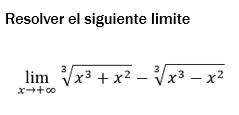 Resolver el siguiente limite
lim x→+∞ ∛(x³ + x²) − ∛(x³ − x²)